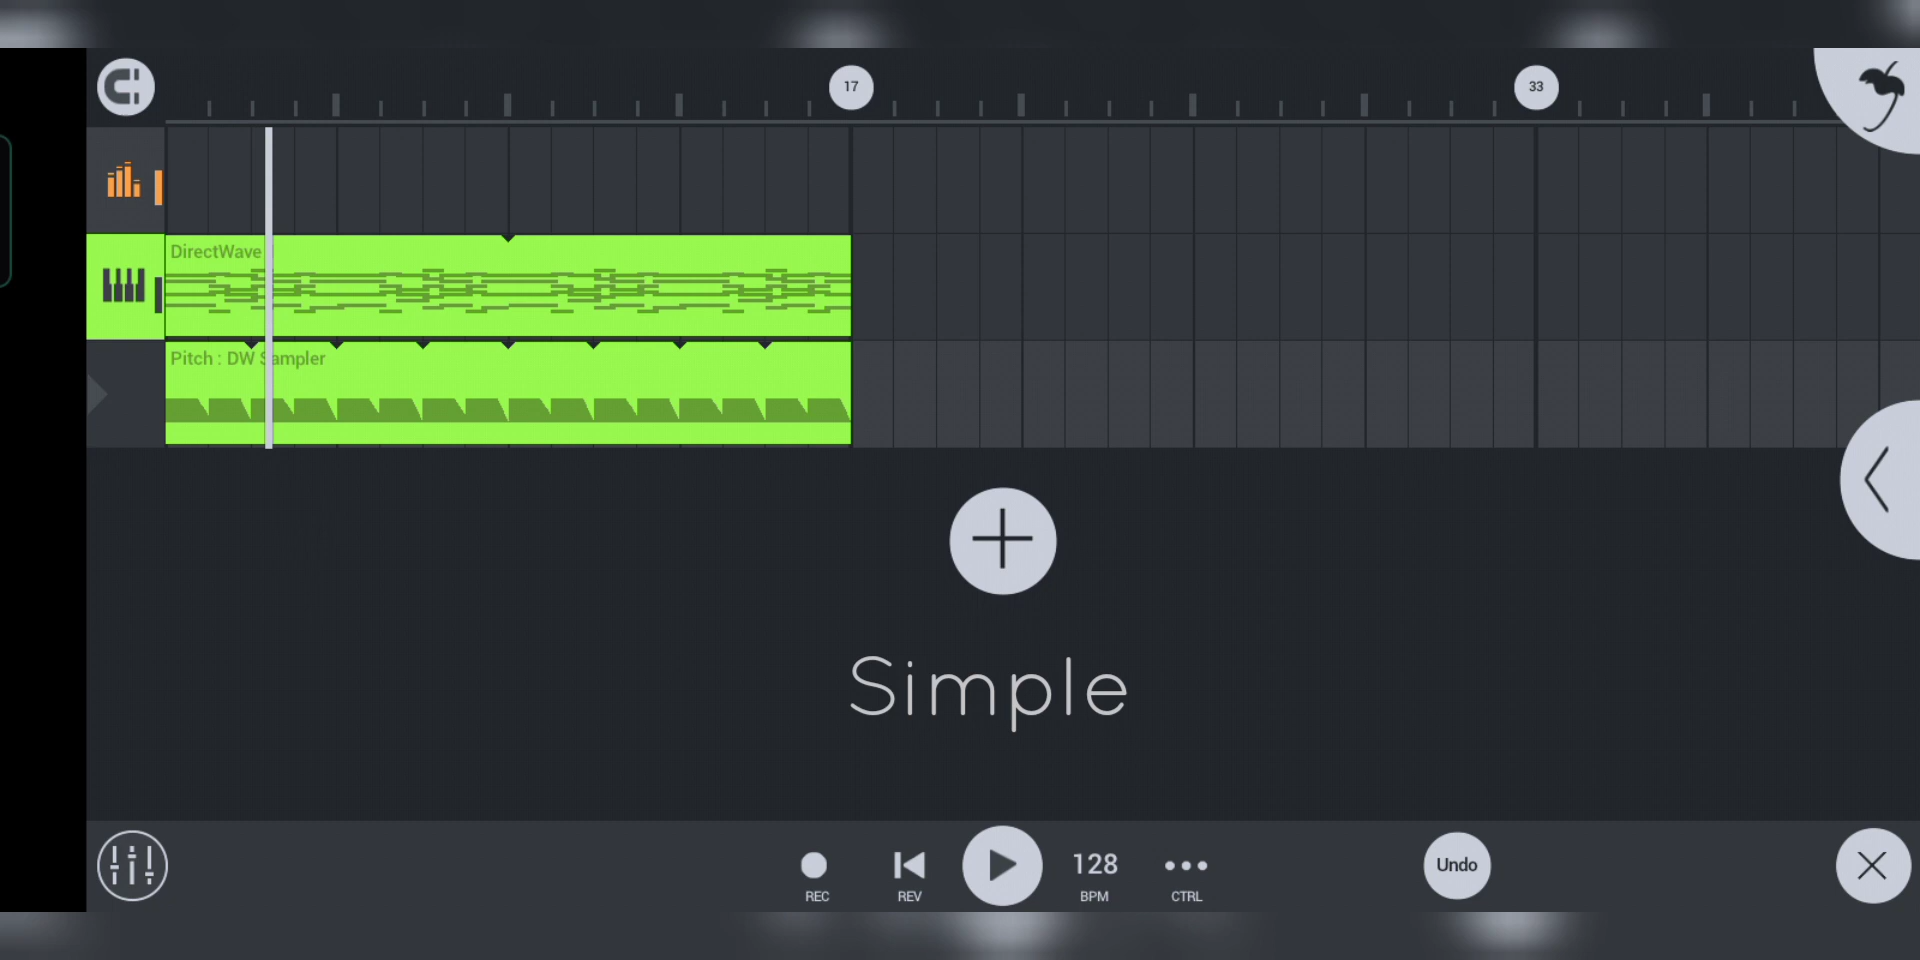 17
33
DirectWave
Pitch : DW Sampler
Simple
128
Undo
REC
REV
BPM
CTRL